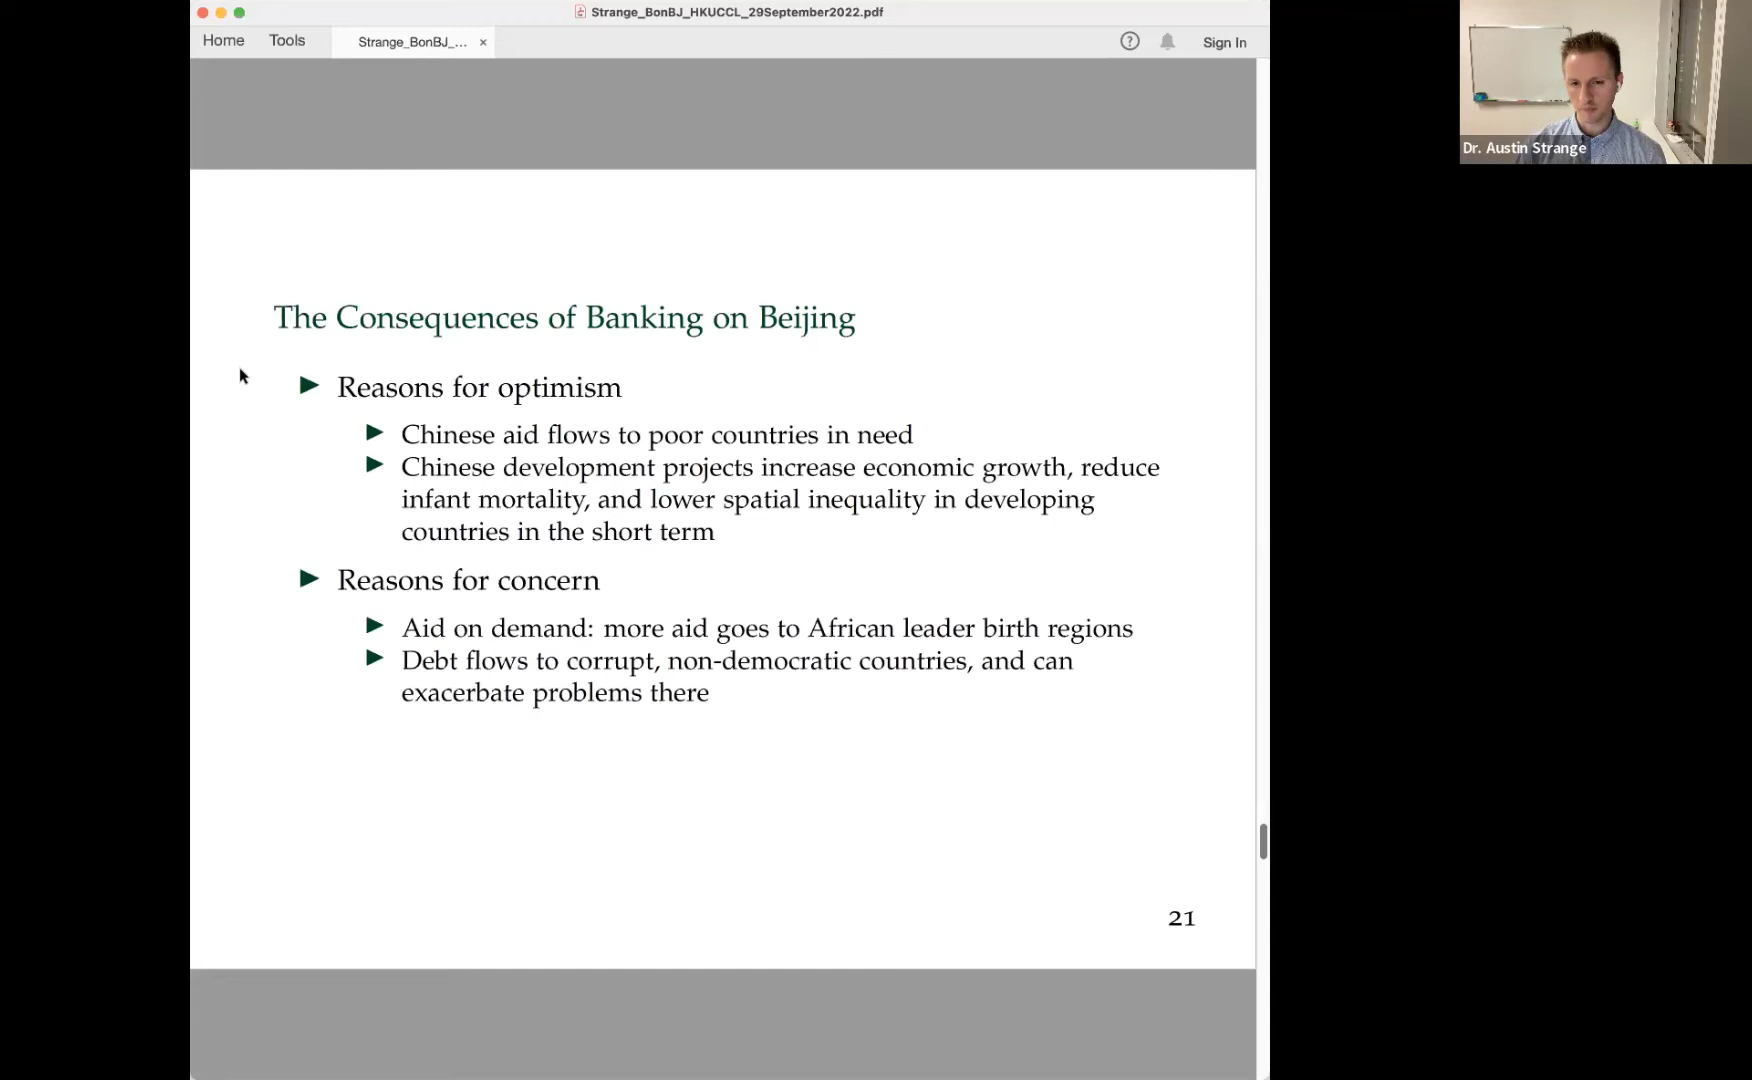 Strange_BonBJ_HKUCCL_29September2022.pdf
Home Tools Strange_BonBJ_... × ? Sign In
Dr. Austin Strange
The Consequences of Banking on Beijing
Reasons for optimism
Chinese aid flows to poor countries in need
Chinese development projects increase economic growth, reduce
infant mortality, and lower spatial inequality in developing
countries in the short term
Reasons for concern
Aid on demand: more aid goes to African leader birth regions
Debt flows to corrupt, non-democratic countries, and can
exacerbate problems there
21